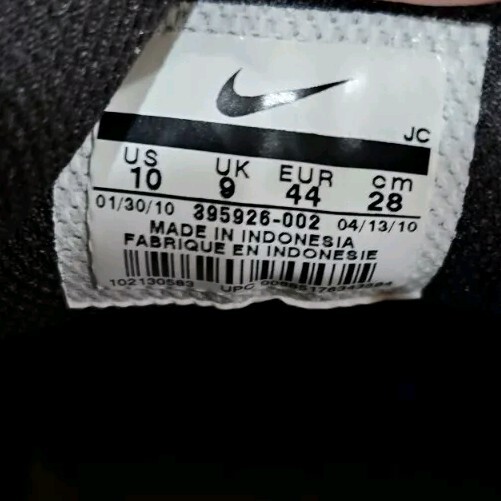 JC
US UK EUR cm
10 9 44 28
01/30/10 395926-002 04/13/10
MADE IN INDONESIA
FABRIQUE EN INDONESIE
102130583 UPC